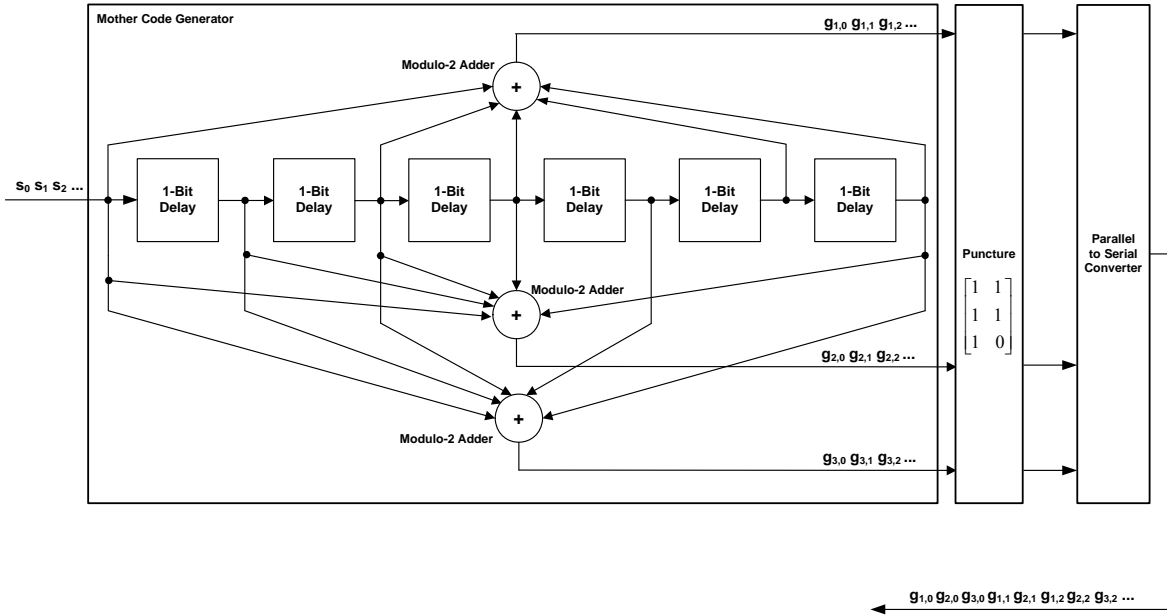 Mother Code Generator
g1,0 g1,1 g1,2 ...
Modulo-2 Adder
+
s0 s1 s2 ...
1-Bit
Delay
1-Bit
Delay
1-Bit
Delay
1-Bit
Delay
1-Bit
Delay
1-Bit
Delay
Modulo-2 Adder
+
g2,0 g2,1 g2,2 ...
+
Modulo-2 Adder
g3,0 g3,1 g3,2 ...
Puncture
1 1
1 1
1 0
Parallel
to Serial
Converter
g1,0 g2,0 g3,0 g1,1 g2,1 g1,2 g2,2 g3,2 ...